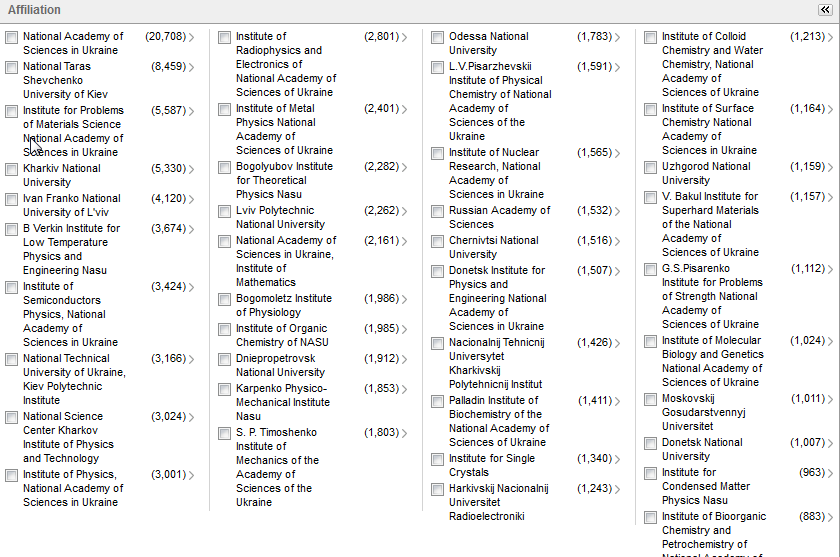 Affiliation
National Academy of (20,708)
Sciences in Ukraine
National Taras (8,459)
Shevchenko
University of Kiev
Institute for Problems (5,587)
of Materials Science
National Academy of
Sciences in Ukraine
Kharkiv National (5,330)
University
Ivan Franko National (4,120)
University of L'viv
B Verkin Institute for (3,674)
Low Temperature
Physics and
Engineering Nasu
Institute of (3,424)
Semiconductors
Physics, National
Academy of
Sciences in Ukraine
National Technical (3,166)
University of Ukraine,
Kiev Polytechnic
Institute
National Science (3,024)
Center Kharkov
Institute of Physics
and Technology
Institute of Physics, (3,001)
National Academy of
Sciences in Ukraine
Institute of (2,801)
Radiophysics and
Electronics of
National Academy of
Sciences of Ukraine
Institute of Metal (2,401)
Physics National
Academy of
Sciences of Ukraine
Bogolyubov Institute (2,282)
for Theoretical
Physics Nasu
Lviv Polytechnic (2,262)
National University
National Academy of (2,161)
Sciences in Ukraine,
Institute of
Mathematics
Bogomoletz Institute (1,986)
of Physiology
Institute of Organic (1,985)
Chemistry of NASU
Dniepropetrovsk (1,912)
National University
Karpenko Physico- (1,853)
Mechanical Institute
Nasu
S. P. Timoshenko (1,803)
Institute of
Mechanics of the
Academy of
Sciences of the
Ukraine
Odessa National (1,783)
University
L.V.Pisarzhevskii (1,591)
Institute of Physical
Chemistry of National
Academy of
Sciences of the
Ukraine
Institute of Nuclear (1,565)
Research, National
Academy of
Sciences in Ukraine
Russian Academy of (1,532)
Sciences
Chernivtsi National (1,516)
University
Donetsk Institute for (1,507)
Physics and
Engineering National
Academy of
Sciences in Ukraine
Nacionalnij Tehnicnij (1,426)
Universytet
Kharkivskij
Polytehnicnij Institut
Palladin Institute of (1,411)
Biochemistry of the
National Academy of
Sciences of Ukraine
Institute for Single (1,340)
Crystals
Harkivskij Nacionalnij (1,243)
Universitet
Radioelectroniki
Institute of Colloid (1,213)
Chemistry and Water
Chemistry, National
Academy of
Sciences of Ukraine
Institute of Surface (1,164)
Chemistry National
Academy of
Sciences in Ukraine
Uzhgorod National (1,159)
University
V. Bakul Institute for (1,157)
Superhard Materials
of the National
Academy of
Sciences of Ukraine
G.S.Pisarenko (1,112)
Institute for Problems
of Strength National
Academy of
Sciences of Ukraine
Institute of Molecular (1,024)
Biology and Genetics
National Academy of
Sciences of Ukraine
Moskovskij (1,011)
Gosudarstvennyj
Universitet
Donetsk National (1,007)
University
Institute for (963)
Condensed Matter
Physics Nasu
Institute of Bioorganic (883)
Chemistry and
Petrochemistry of
National Academy of